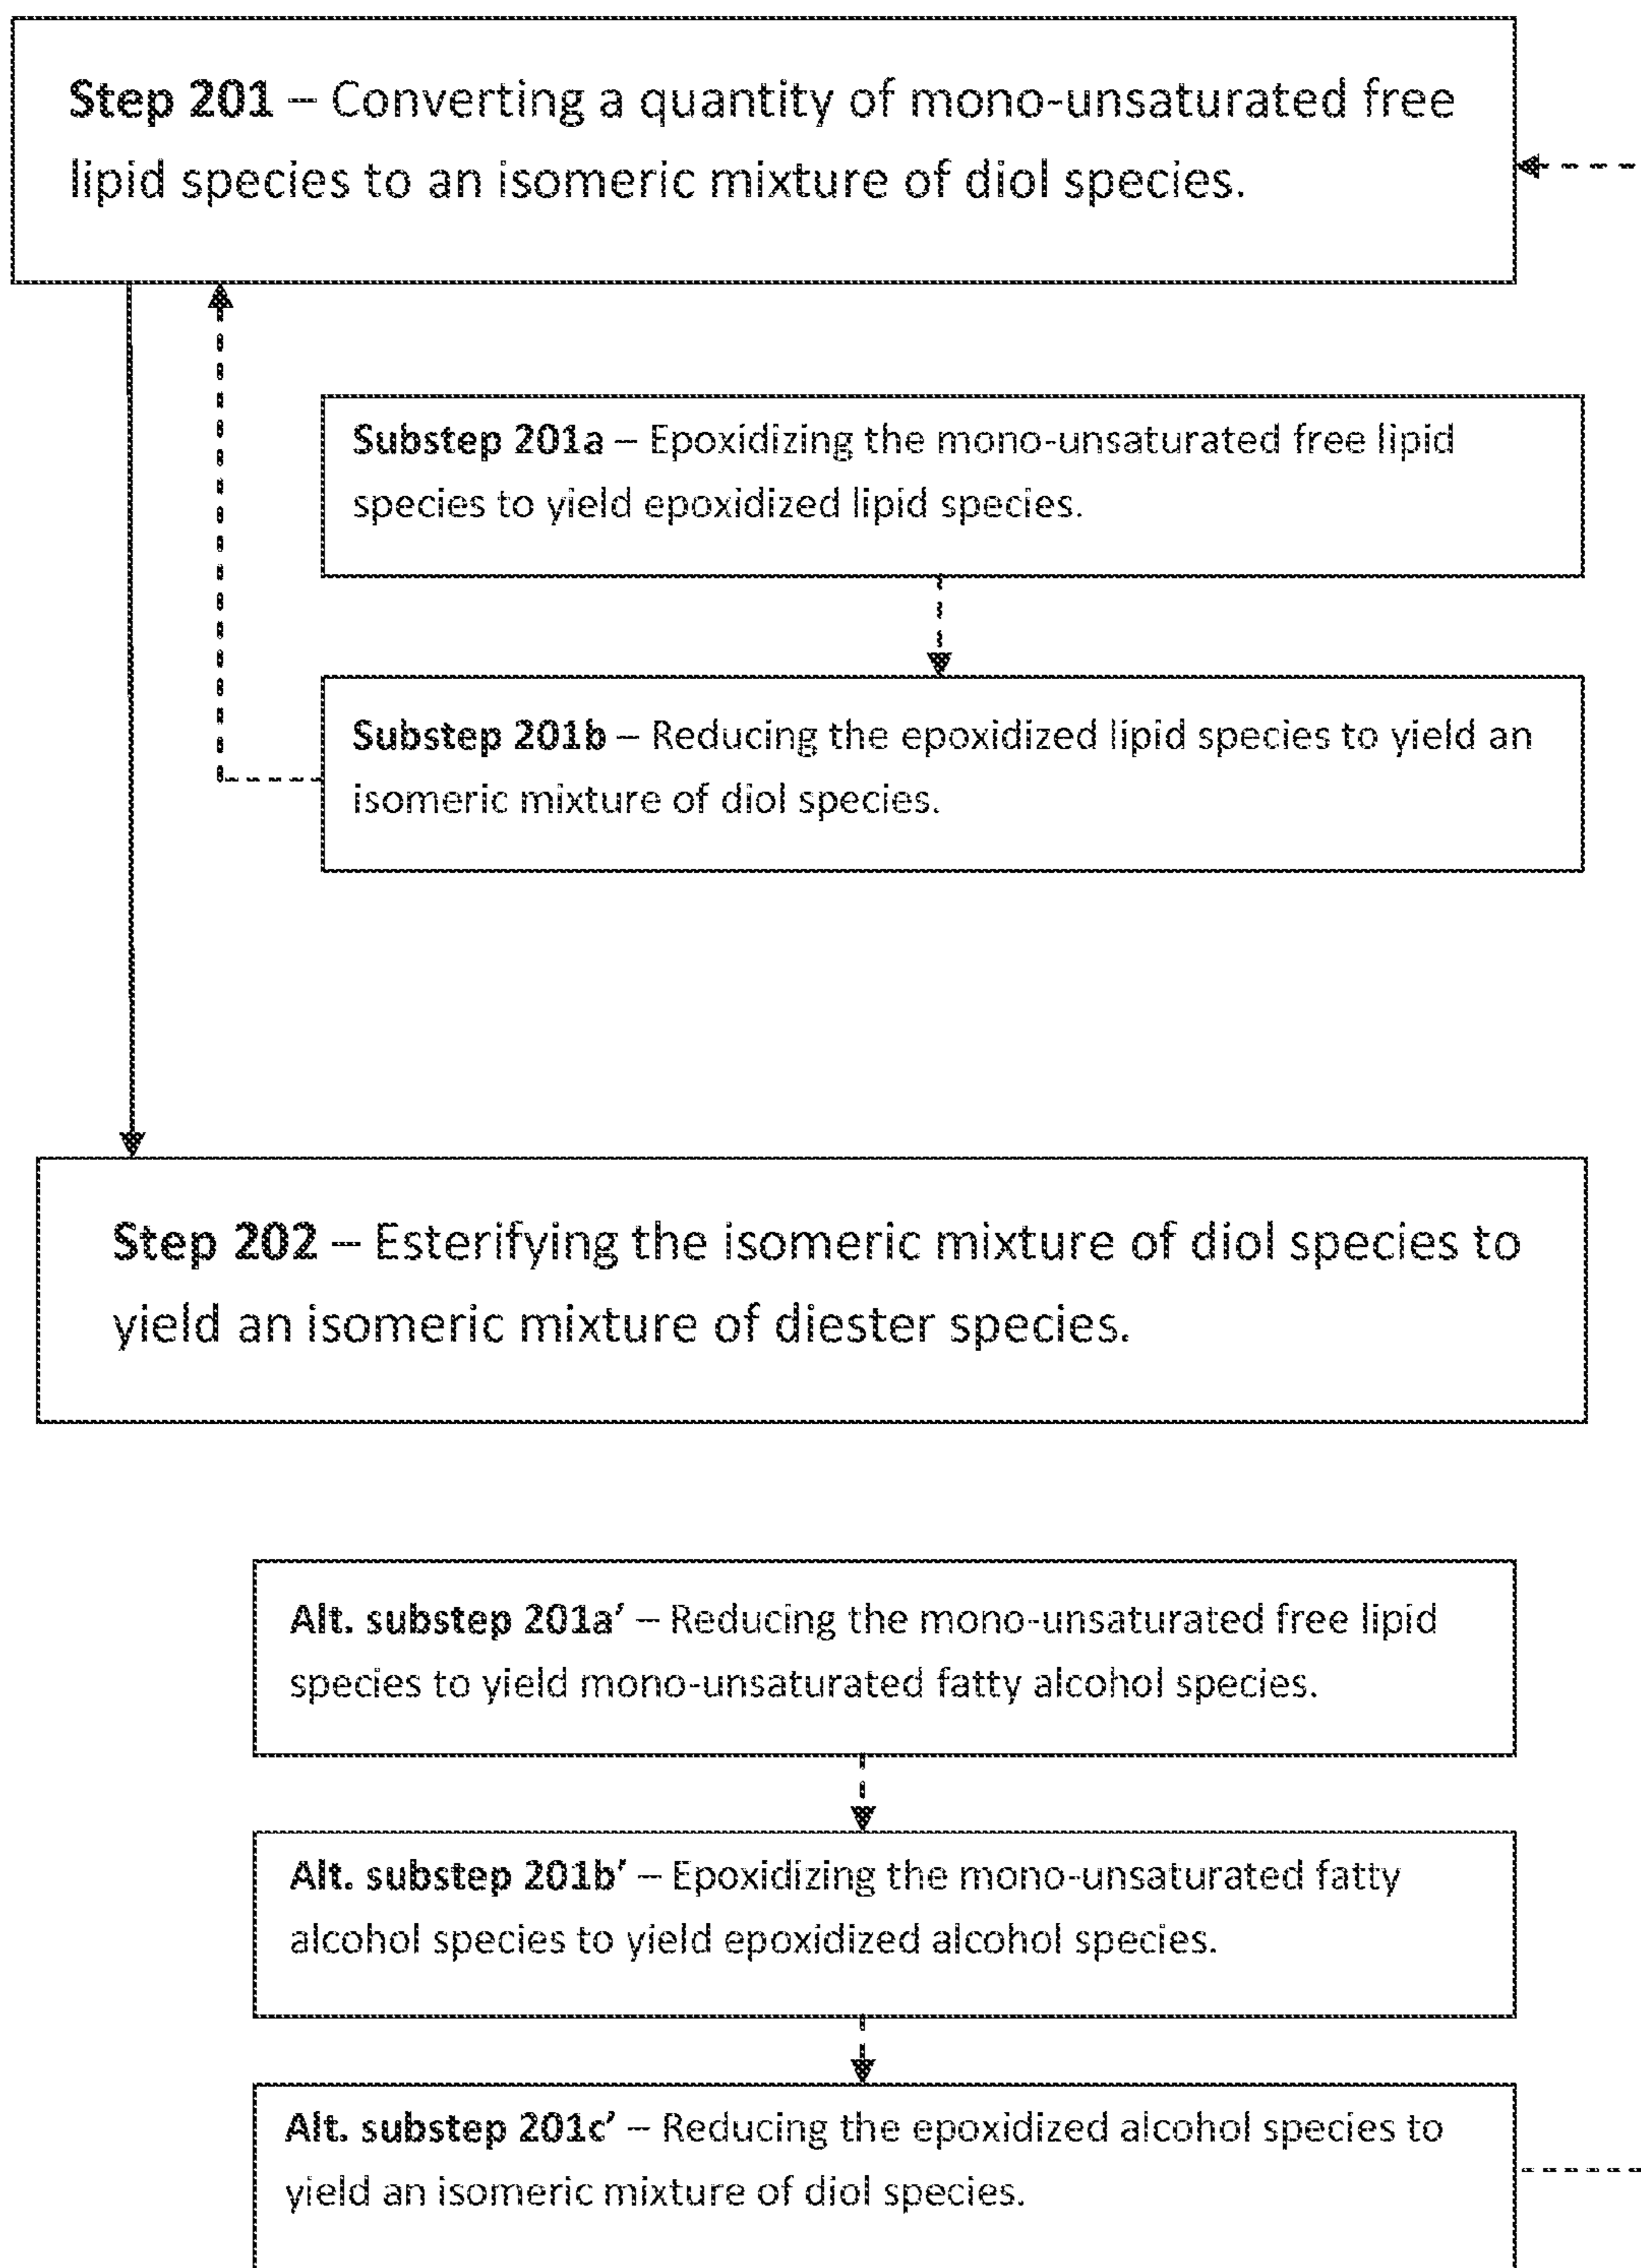 Step 201 – Converting a quantity of mono-unsaturated free
lipid species to an isomeric mixture of diol species.
Substep 201a – Epoxidizing the mono-unsaturated free lipid
species to yield epoxidized lipid species.
Substep 201b – Reducing the epoxidized lipid species to yield an
isomeric mixture of diol species.
Step 202 – Esterifying the isomeric mixture of diol species to
yield an isomeric mixture of diester species.
Alt. substep 201a’ – Reducing the mono-unsaturated free lipid
species to yield mono-unsaturated fatty alcohol species.
Alt. substep 201b’ – Epoxidizing the mono-unsaturated fatty
alcohol species to yield epoxidized alcohol species.
Alt. substep 201c’ – Reducing the epoxidized alcohol species to
yield an isomeric mixture of diol species.